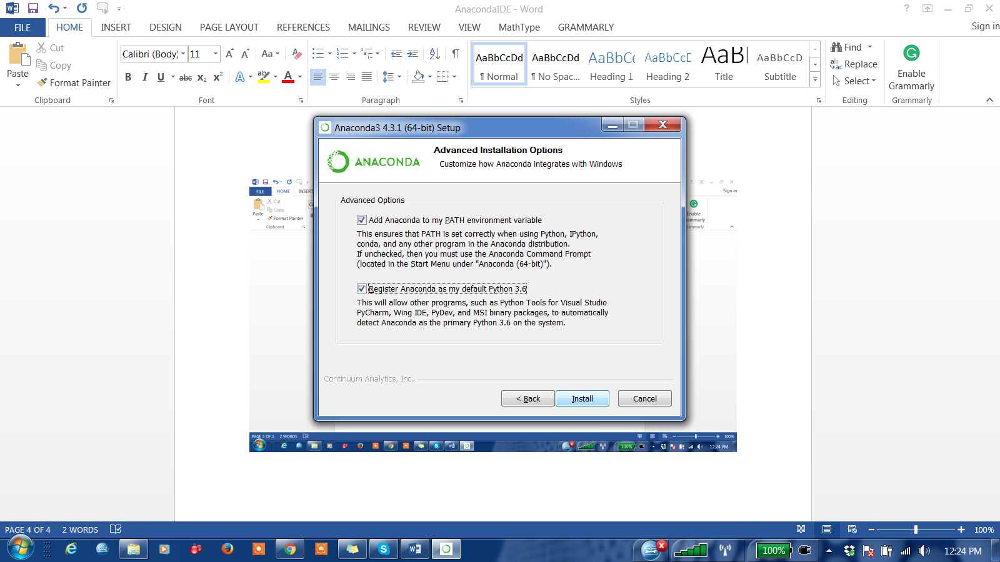 AnacondaIDE - Word
?
FILE
HOME
INSERT
DESIGN
PAGE LAYOUT
REFERENCES
MAILINGS
REVIEW
VIEW
MathType
GRAMMARLY
Sign in
Paste
Cut
Copy
Format Painter
Clipboard
Calibri (Body)
11
Aa
B I U abc x₂ x²
Font
Paragraph
AaBbCcDd
¶ Normal
AaBbCcDd
¶ No Spac...
AaBbCc
Heading 1
AaBbCcD
Heading 2
AaBl
Title
AaBbCcD
Subtitle
Styles
Find
Replace
Select
Editing
Enable
Grammarly
Grammarly
Anaconda3 4.3.1 (64-bit) Setup
ANACONDA
Advanced Installation Options
Customize how Anaconda integrates with Windows
Advanced Options
Add Anaconda to my PATH environment variable
This ensures that PATH is set correctly when using Python, IPython,
conda, and any other program in the Anaconda distribution.
If unchecked, then you must use the Anaconda Command Prompt
(located in the Start Menu under "Anaconda (64-bit)").
Register Anaconda as my default Python 3.6
This will allow other programs, such as Python Tools for Visual Studio
PyCharm, Wing IDE, PyDev, and MSI binary packages, to automatically
detect Anaconda as the primary Python 3.6 on the system.
Continuum Analytics, Inc.
< Back
Install
Cancel
FILE
HOME
INSERT
Sign in
Paste
Cut
Copy
Format Painter
Clipboard
Enable
PAGE 3 OF 3
2 WORDS
100%
100%
12:24 PM
PAGE 4 OF 4
2 WORDS
100%
100%
12:24 PM